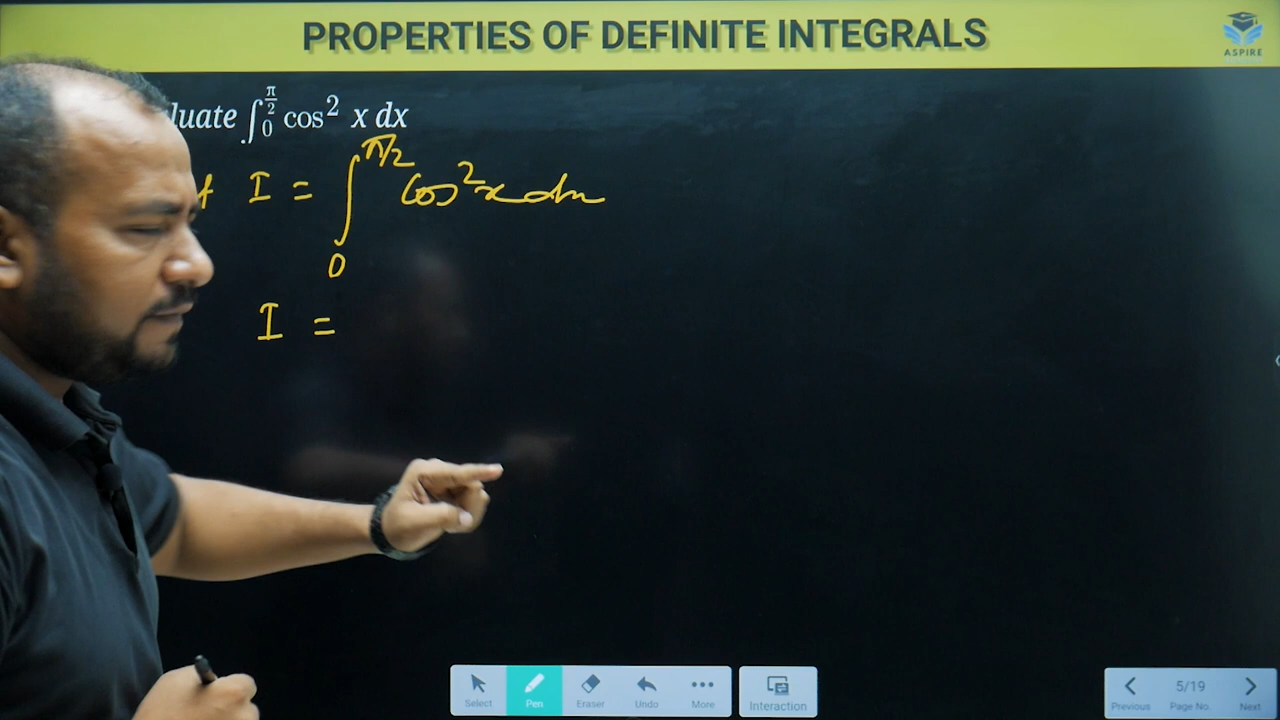 PROPERTIES OF DEFINITE INTEGRALS
ASPIRE
∫₀^(π/2) cos² x dx
I = ∫₀^(π/2) cos²x dx
I =
Select Pen Eraser Undo More Interaction
Previous 5/19 Page No. Next